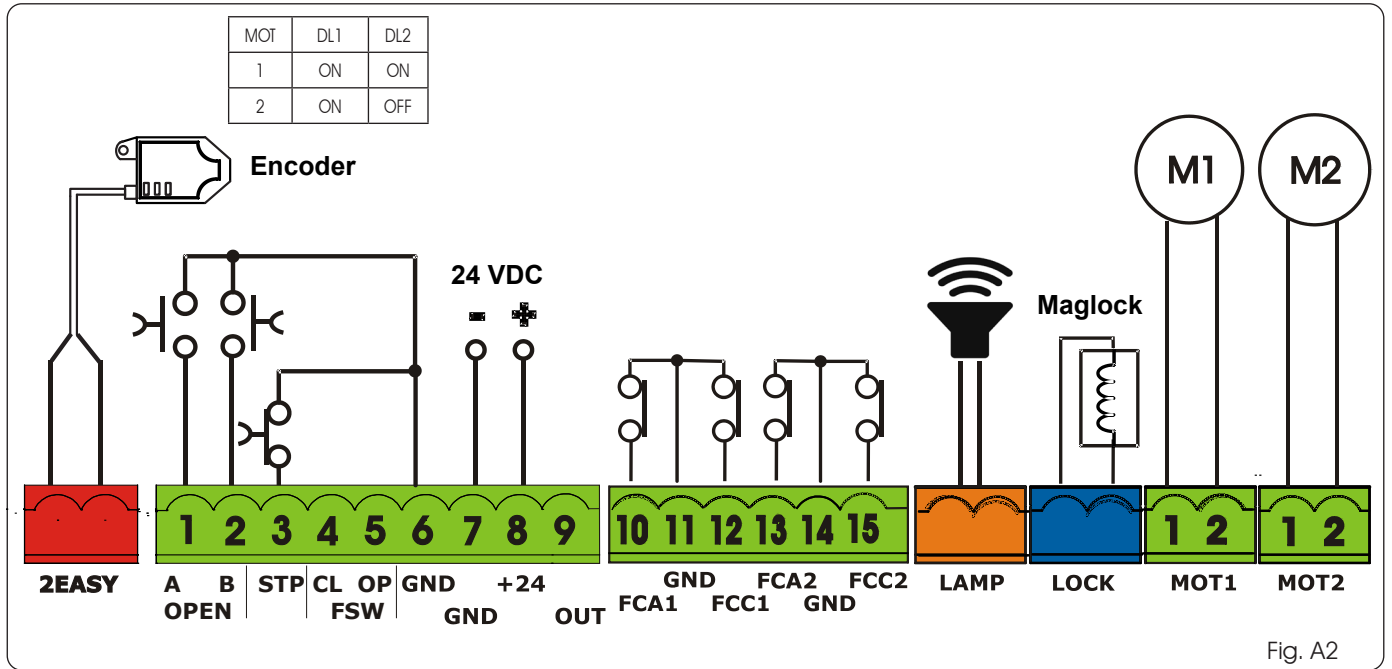 MOT DL1 DL2
1 ON ON
2 ON OFF
Encoder
24 VDC
- +
Maglock
M1 M2
1 2 3 4 5 6 7 8 9 10 11 12 13 14 15 1 2 1 2
2EASY A B STP CL OP GND +24 GND FCA2 FCC2 LAMP LOCK MOT1 MOT2
OPEN FSW GND OUT FCA1 FCC1 GND
Fig. A2